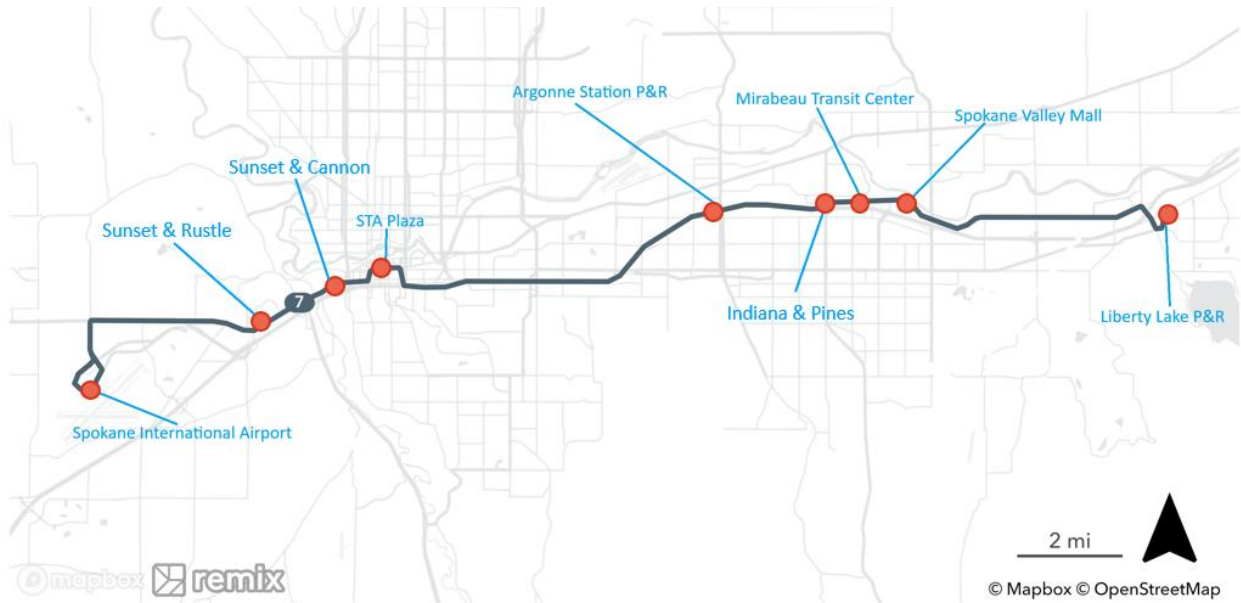 Argonne Station P&R
Mirabeau Transit Center
Spokane Valley Mall
Sunset & Cannon
STA Plaza
Sunset & Rustle
7
Indiana & Pines
Liberty Lake P&R
Spokane International Airport
2 mi
mapbox remix
© Mapbox © OpenStreetMap